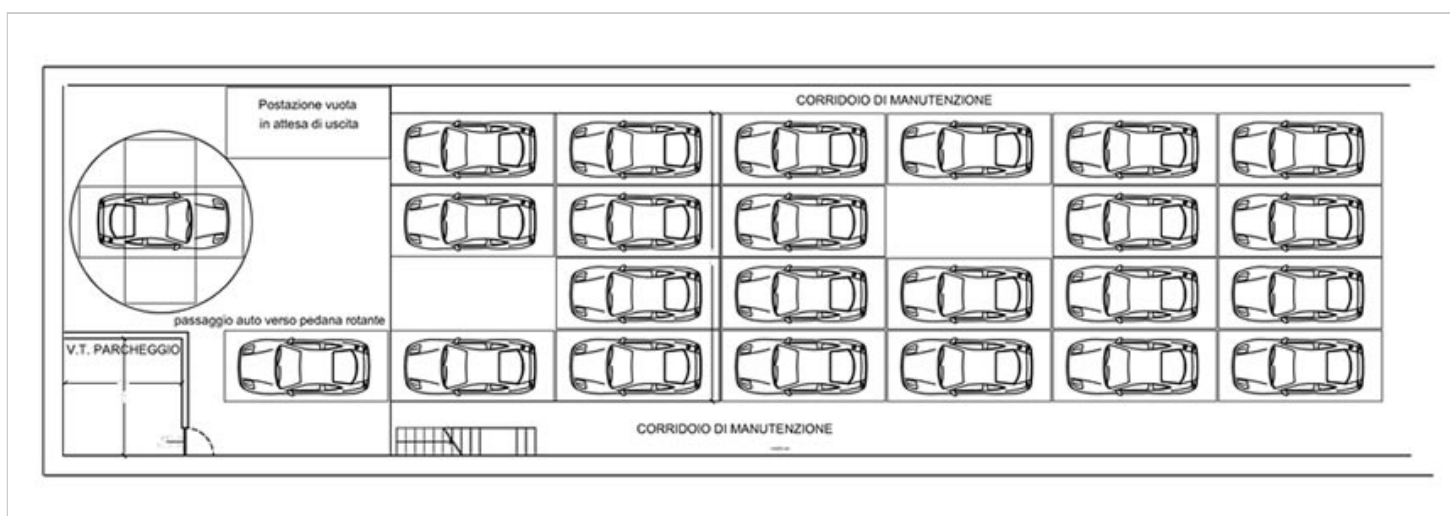 Postazione vuota
in attesa di uscita
CORRIDOIO DI MANUTENZIONE
passaggio auto verso pedana rotante
V.T. PARCHEGGIO
CORRIDOIO DI MANUTENZIONE